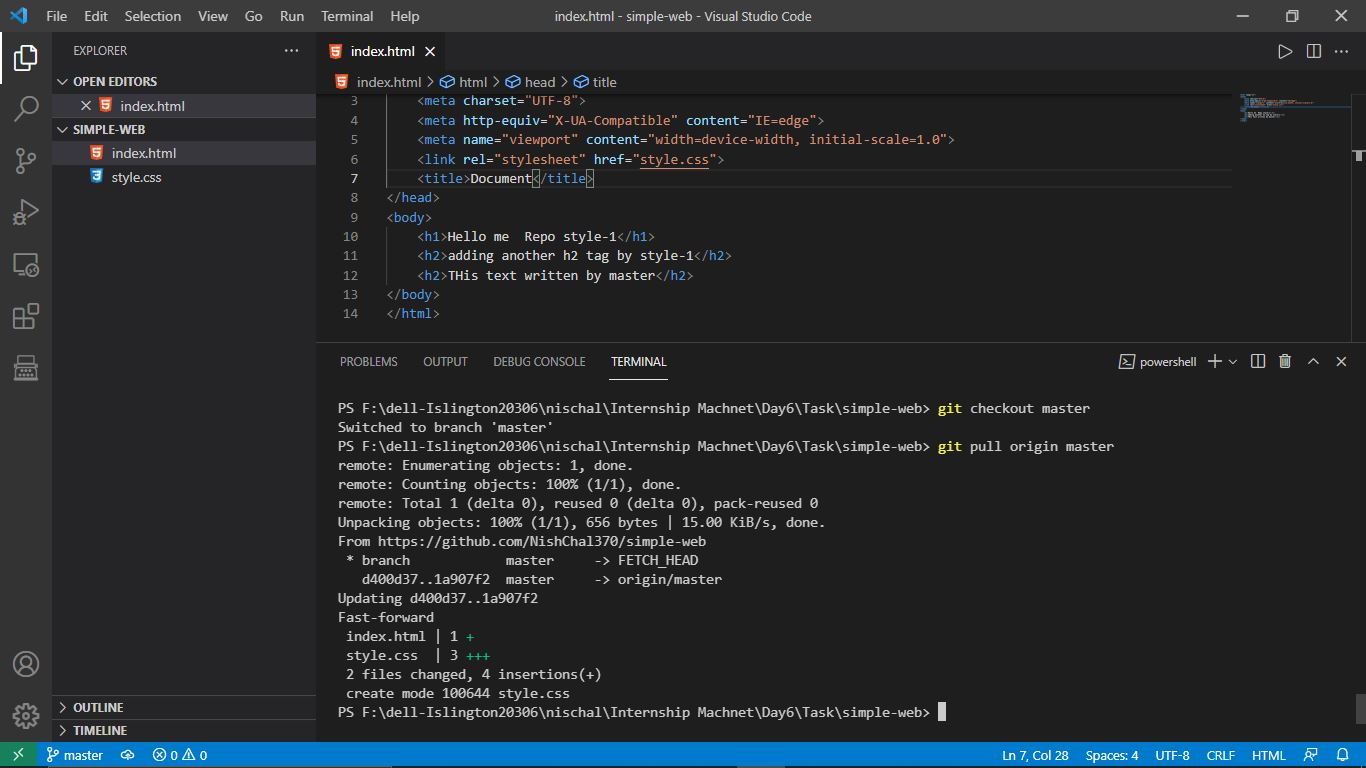 File Edit Selection View Go Run Terminal Help
index.html - simple-web - Visual Studio Code
EXPLORER
OPEN EDITORS
index.html
SIMPLE-WEB
index.html
style.css
OUTLINE
TIMELINE
index.html
index.html > html > head > title
3 <meta charset="UTF-8">
4 <meta http-equiv="X-UA-Compatible" content="IE=edge">
5 <meta name="viewport" content="width=device-width, initial-scale=1.0">
6 <link rel="stylesheet" href="style.css">
7 <title>Document</title>
8 </head>
9 <body>
10 <h1>Hello me  Repo style-1</h1>
11 <h2>adding another h2 tag by style-1</h2>
12 <h2>THis text written by master</h2>
13 </body>
14 </html>
PROBLEMS OUTPUT DEBUG CONSOLE TERMINAL
powershell
PS F:\dell-Islington20306\nischal\Internship Machnet\Day6\Task\simple-web> git checkout master
Switched to branch 'master'
PS F:\dell-Islington20306\nischal\Internship Machnet\Day6\Task\simple-web> git pull origin master
remote: Enumerating objects: 1, done.
remote: Counting objects: 100% (1/1), done.
remote: Total 1 (delta 0), reused 0 (delta 0), pack-reused 0
Unpacking objects: 100% (1/1), 656 bytes | 15.00 KiB/s, done.
From https://github.com/NishChal370/simple-web
* branch master -> FETCH_HEAD
d400d37..1a907f2 master -> origin/master
Updating d400d37..1a907f2
Fast-forward
index.html | 1 +
style.css | 3 +++
2 files changed, 4 insertions(+)
create mode 100644 style.css
PS F:\dell-Islington20306\nischal\Internship Machnet\Day6\Task\simple-web>
master 0 0
Ln 7, Col 28 Spaces: 4 UTF-8 CRLF HTML